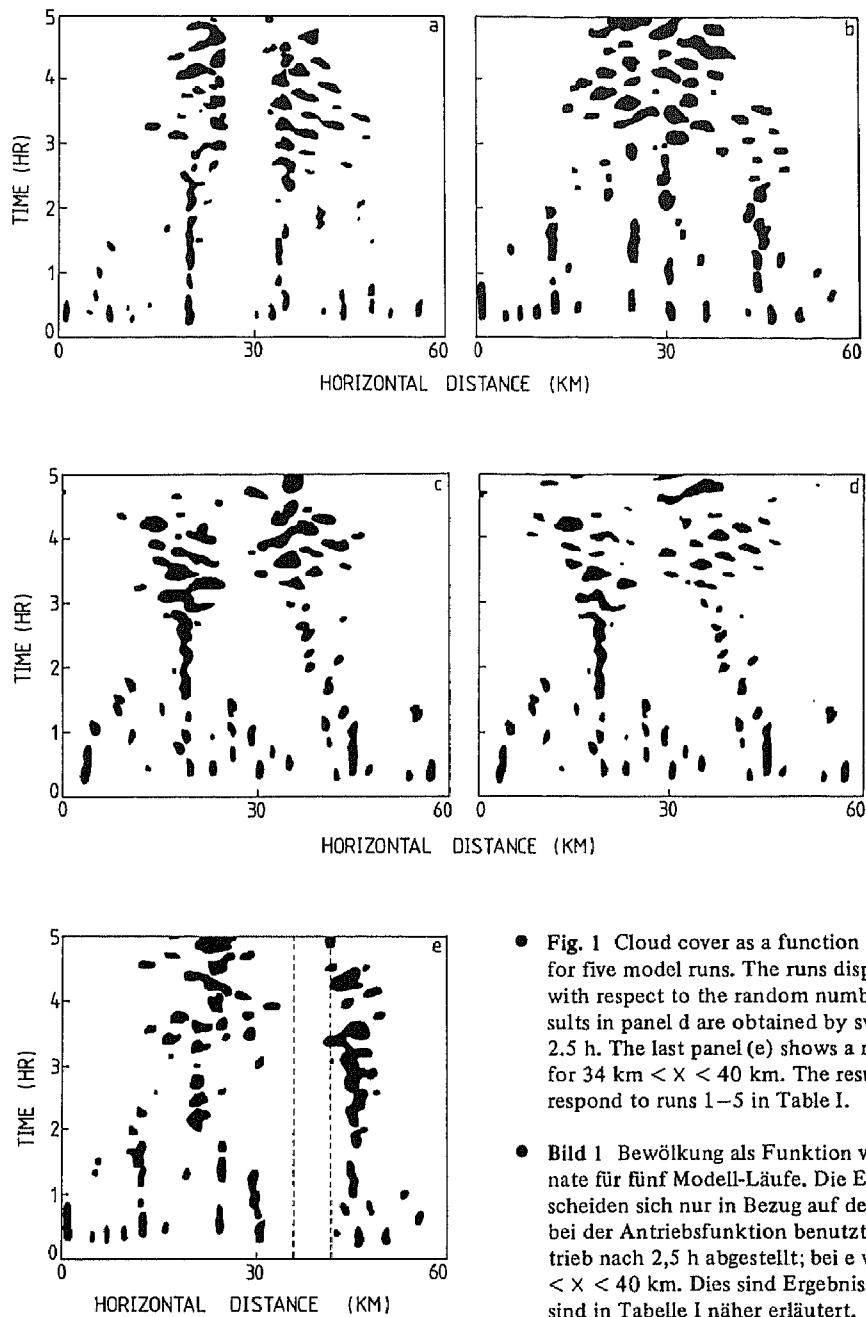 a
b
5
4
3
2
1
0
TIME (HR)
0 30 60
0 30 60
HORIZONTAL DISTANCE (KM)
c
d
5
4
3
2
1
0
TIME (HR)
0 30 60
0 30 60
HORIZONTAL DISTANCE (KM)
e
5
4
3
2
1
0
TIME (HR)
0 30 60
HORIZONTAL DISTANCE (KM)
● Fig. 1 Cloud cover as a function
for five model runs. The runs disp
with respect to the random numb
sults in panel d are obtained by sv
2.5 h. The last panel (e) shows a r
for 34 km < X < 40 km. The resu
respond to runs 1–5 in Table I.
● Bild 1 Bewölkung als Funktion v
nate für fünf Modell-Läufe. Die E
scheiden sich nur in Bezug auf de
bei der Antriebsfunktion benutzt
trieb nach 2,5 h abgestellt; bei e v
< X < 40 km. Dies sind Ergebnis
sind in Tabelle I näher erläutert.